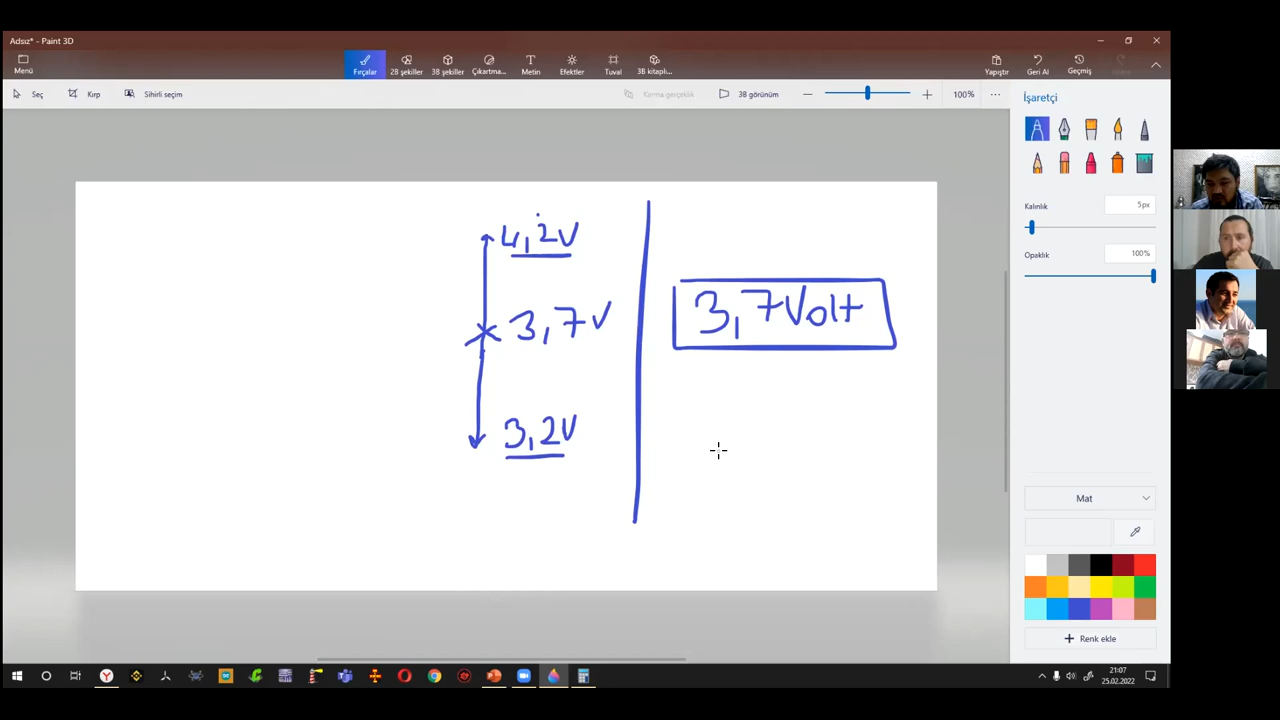 Adsız* - Paint 3D
Menü
Fırçalar
2B şekiller
3B şekiller
Çıkartma...
Metin
Efektler
Tuval
3B kitaplı...
Yapıştır
Geri Al
Geçmiş
Seç
Kırp
Sihirli seçim
Karma gerçeklik
3B görünüm
100%
İşaretçi
Kalınlık
5px
Opaklık
100%
4,2V
3,7V
3,2V
3,7Volt
Mat
Renk ekle
21:07
25.02.2022